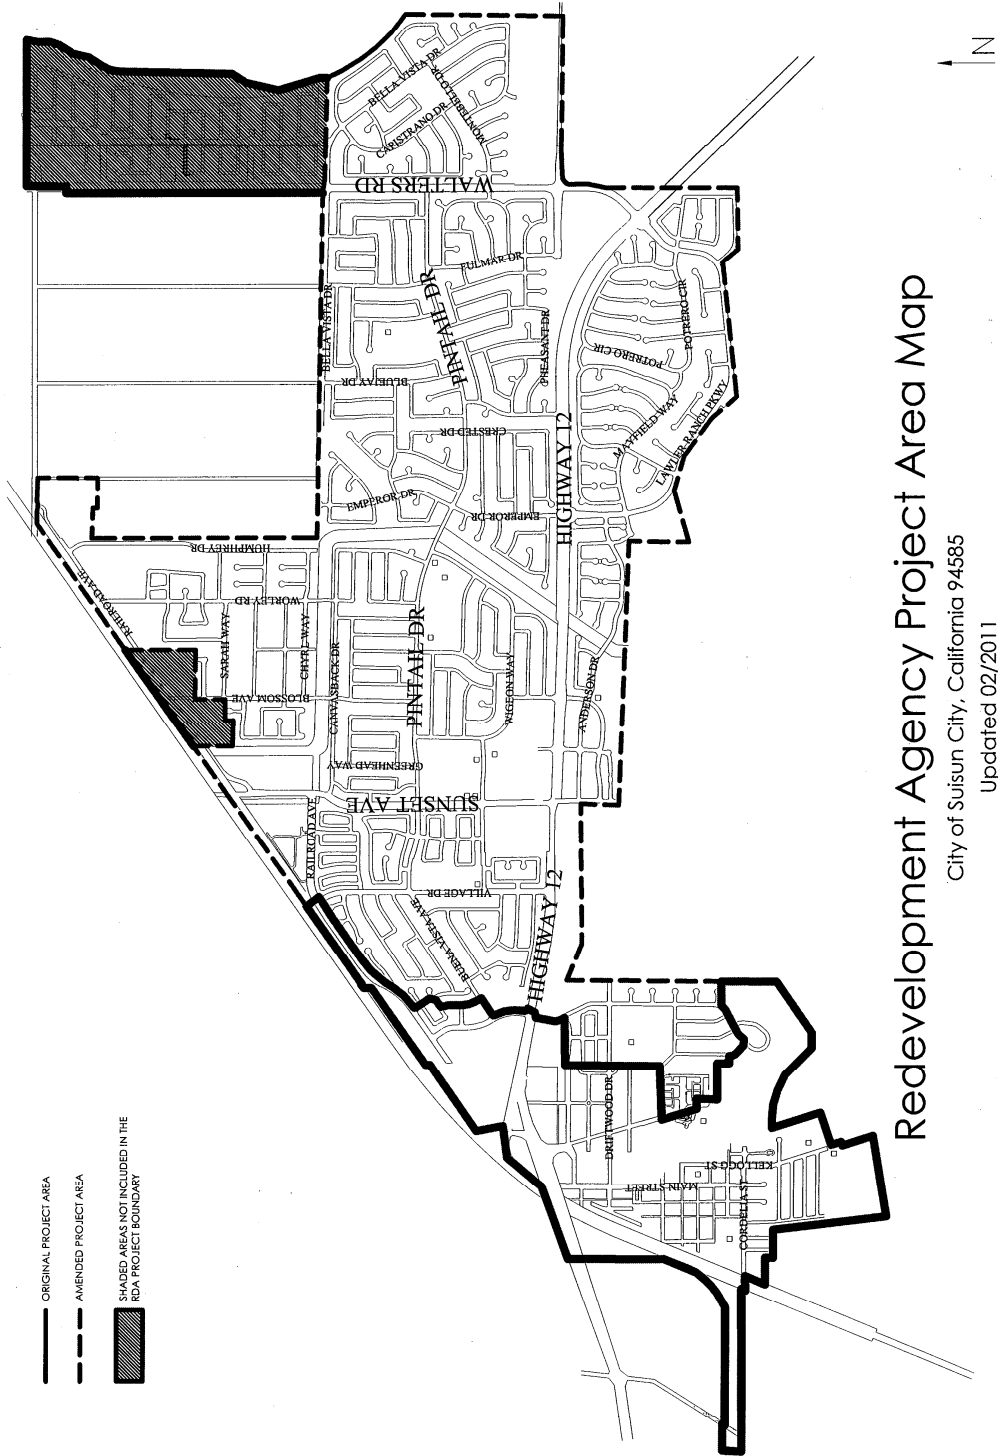 ORIGINAL PROJECT AREA
AMENDED PROJECT AREA
SHADED AREAS NOT INCLUDED IN THE
RDA PROJECT BOUNDARY
BELLA VISTA DR
MONTEBELLO DR
CAPISTRANO DR
WALTERS RD
FULMAR DR
PINTAIL DR
BELLA VISTA DR
PHEASANT DR
POTRERO CIR
POTRERO CIR
BLUEJAY DR
CRESTED DR
MAYFIELD WAY
LAWLER RANCH PKWY
HIGHWAY 12
EMPEROR DR
EMPEROR DR
HUMPHREY DR
RAILROAD AVE
WORLEY RD
SARAH WAY
CHYRL WAY
BLOSSOM AVE
CANVASBACK DR
PINTAIL DR
WIGEON WAY
ANDERSON DR
GREENHEAD WAY
SUNSET AVE
RAILROAD AVE
VILLAGE DR
BUENA VISTA AVE
HIGHWAY 12
DRIFTWOOD DR
MAIN STREET
KELLOGG ST
CORDELIA ST
N
Redevelopment Agency Project Area Map
City of Suisun City, California 94585
Updated 02/2011